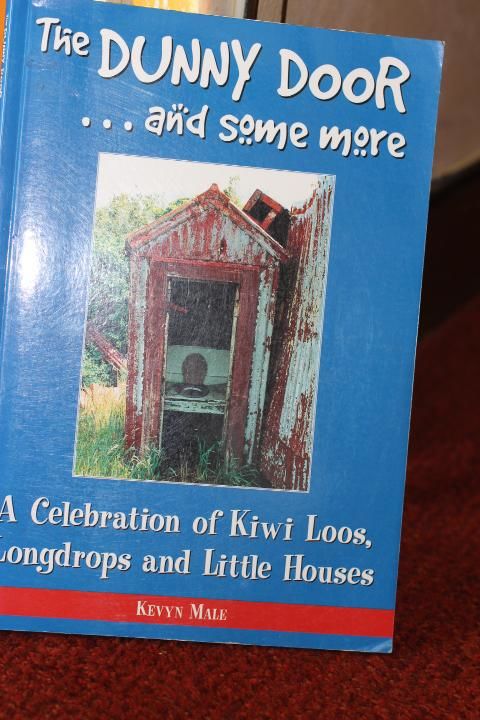 The DUNNY DOOR
... and some more
A Celebration of Kiwi Loos,
Longdrops and Little Houses
KEVYN MALE